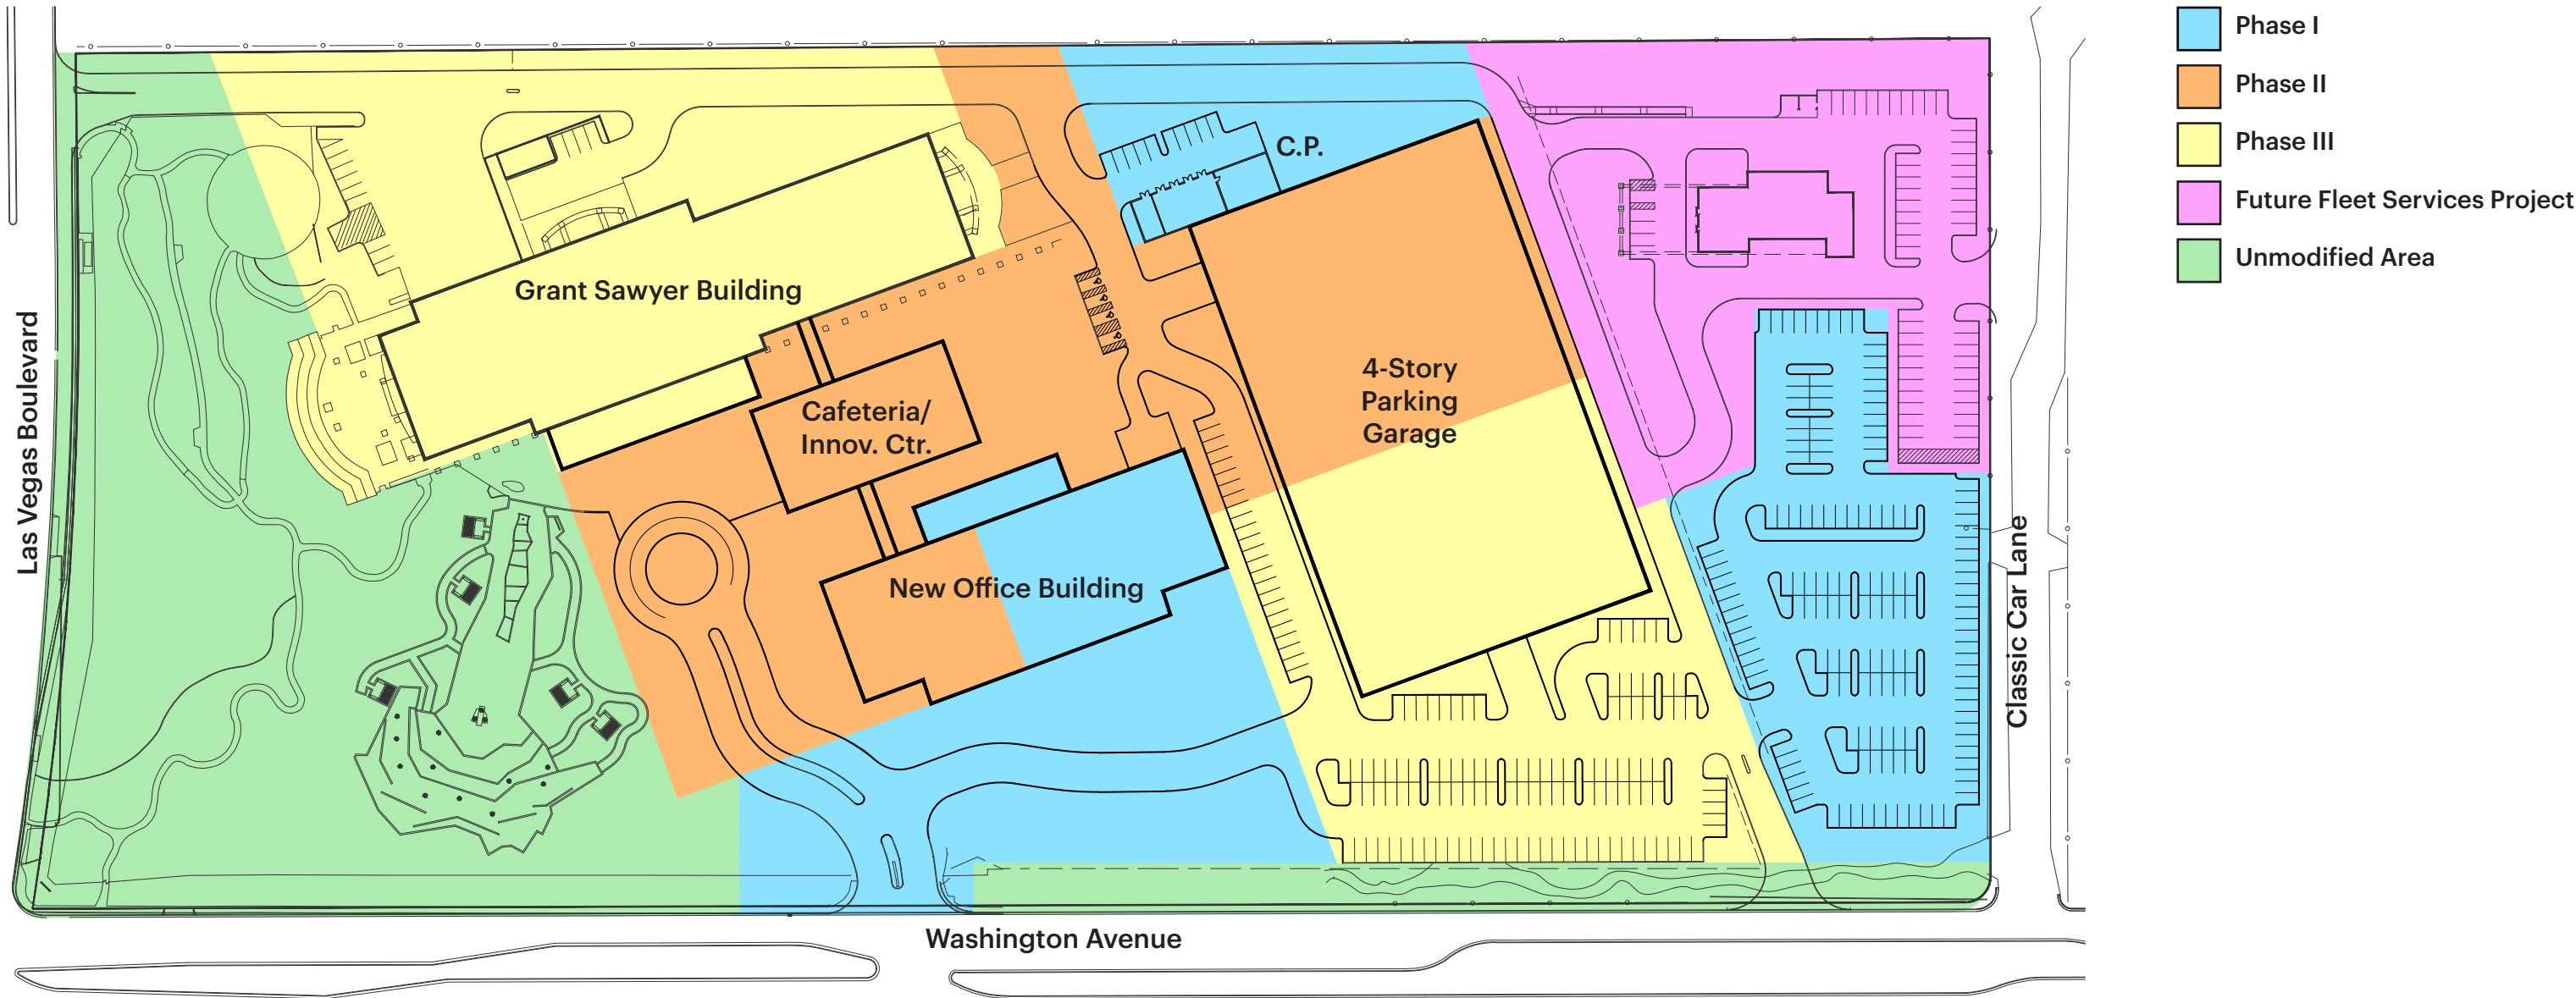 Phase I
Phase II
Phase III
Future Fleet Services Project
Unmodified Area
C.P.
Grant Sawyer Building
Cafeteria/
Innov. Ctr.
4-Story
Parking
Garage
New Office Building
Las Vegas Boulevard
Classic Car Lane
Washington Avenue